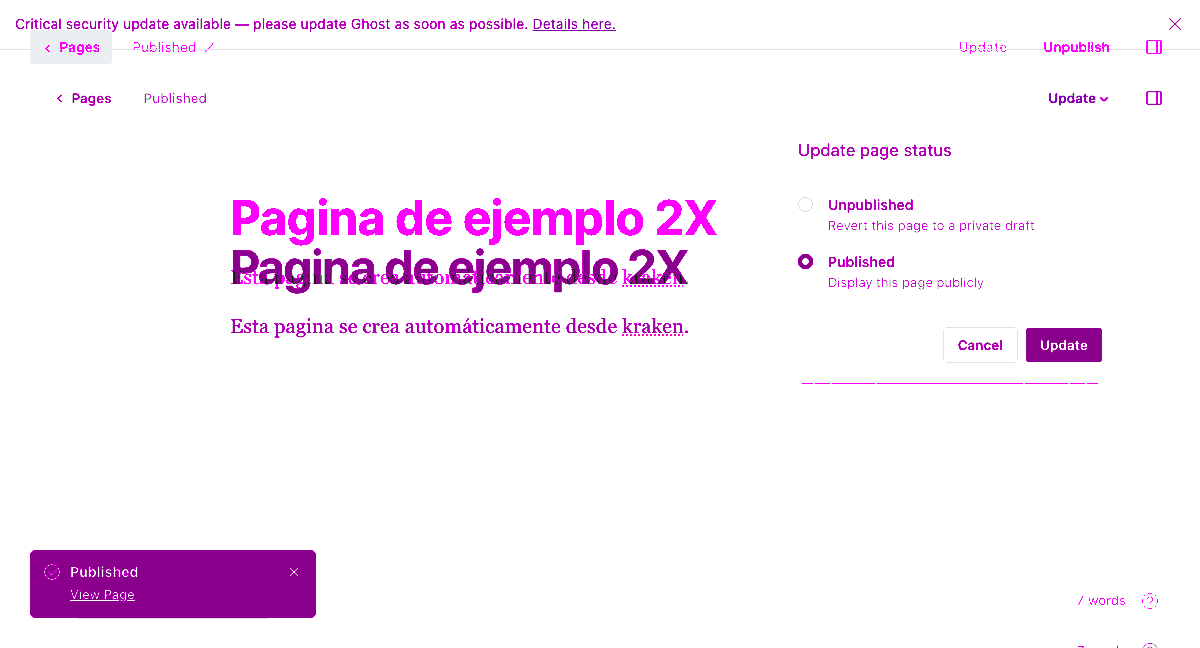 Critical security update available — please update Ghost as soon as possible. Details here.
Pages Published Update Unpublish
Pages Published Update
Update page status
Unpublished
Revert this page to a private draft
Published
Display this page publicly
Cancel Update
Pagina de ejemplo 2X
Pagina de ejemplo 2X
Esta pagina se crea automáticamente desde kraken.
Esta pagina se crea automáticamente desde kraken.
Published
View Page
7 words